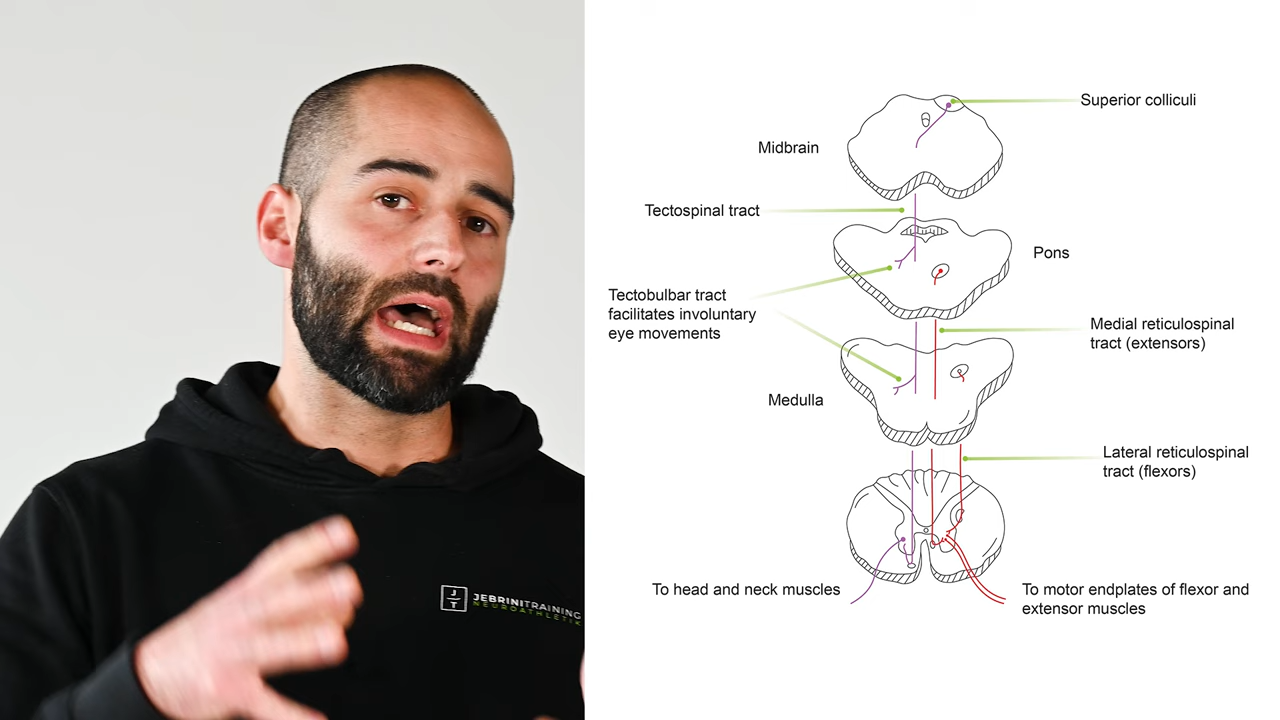 Superior colliculi
Midbrain
Tectospinal tract
Pons
Tectobulbar tract
facilitates involuntary
eye movements
Medial reticulospinal
tract (extensors)
Medulla
Lateral reticulospinal
tract (flexors)
To head and neck muscles
To motor endplates of flexor and
extensor muscles
J
T
JEBRINITRAINING
NEUROATHLETIK